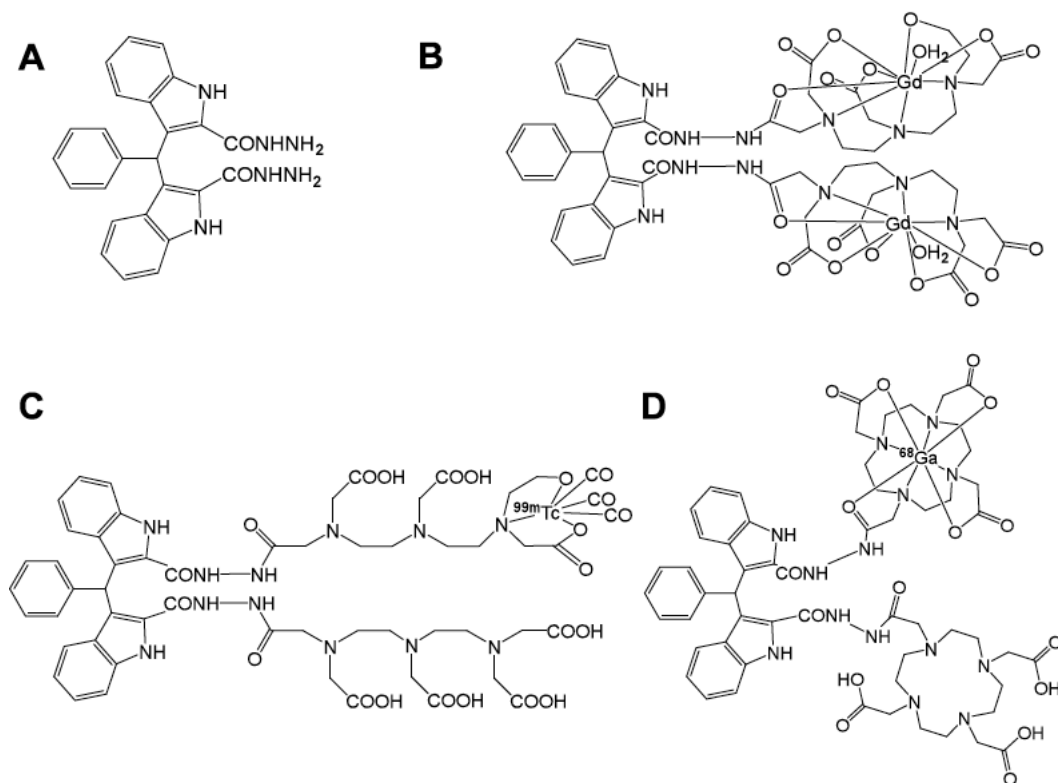 A
NH
CONHNH₂
CONHNH₂
NH
B
O
O O O
OH₂
O
O
O Gd N
NH O
N N
CONH NH
CONH NH
N N
NH O Gd N
O OH₂ O
O O O
O
O
C
COOH COOH O CO
⁹⁹ᵐTc CO
CO
NH O N N N O
O
CONH NH
CONH NH
O N N N COOH
NH
COOH COOH COOH
D
O
O O
O N
N ⁶⁸Ga
N
O N O
O
NH O
NH
CONH
CONH O
NH
NH N N O
HO OH
O N N OH
O